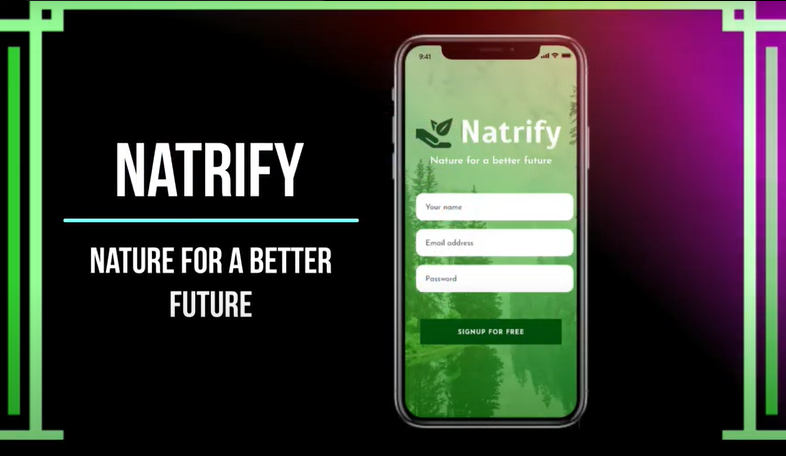 NATRIFY
NATURE FOR A BETTER
FUTURE
9:41
Natrify
Nature for a better future
Your name
Email address
Password
SIGNUP FOR FREE